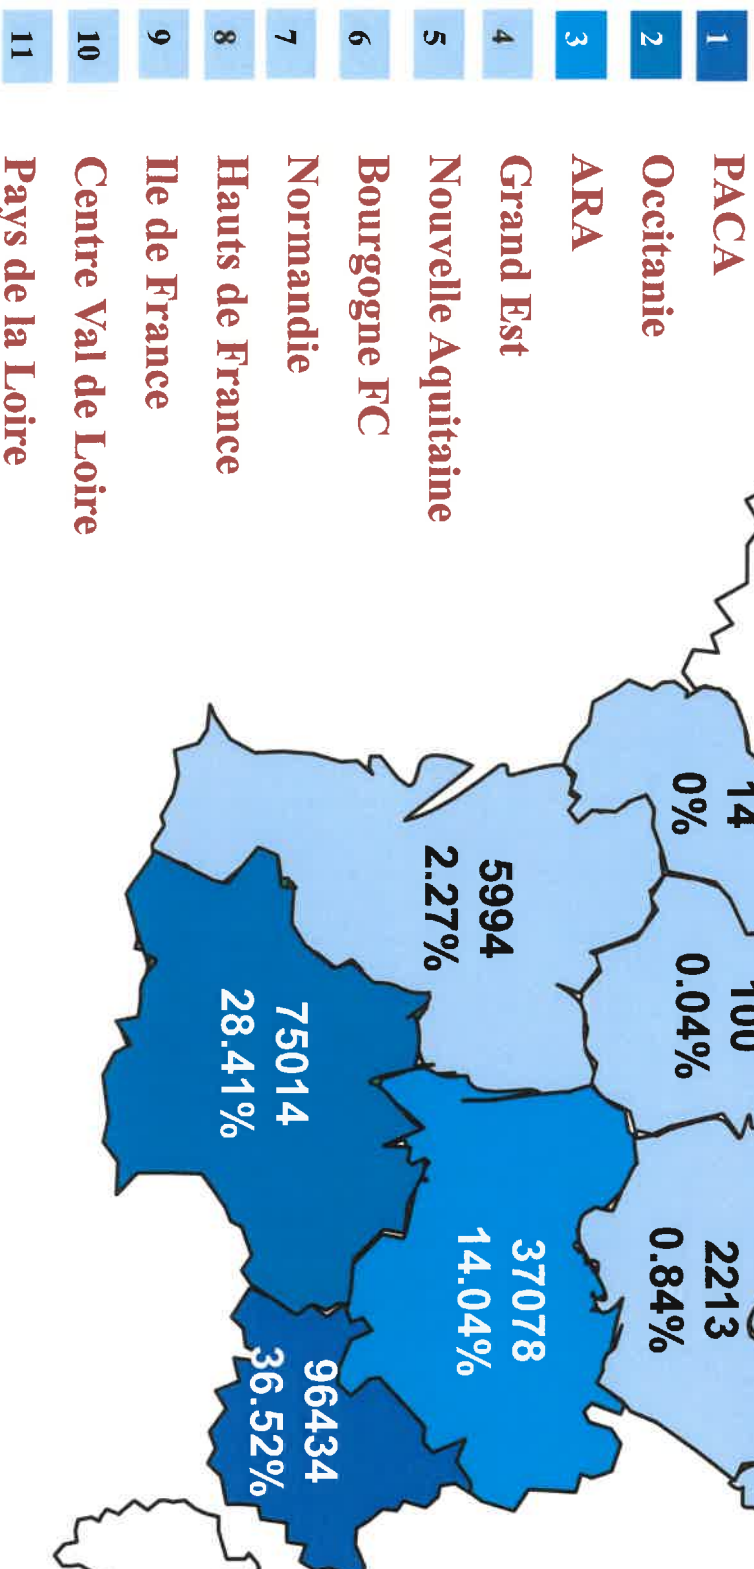 1 PACA
2 Occitanie
3 ARA
4 Grand Est
5 Nouvelle Aquitaine
6 Bourgogne FC
7 Normandie
8 Hauts de France
9 Ile de France
10 Centre Val de Loire
11 Pays de la Loire
14
0%
100
0.04%
2213
0.84%
5994
2.27%
37078
14.04%
75014
28.41%
96434
36.52%